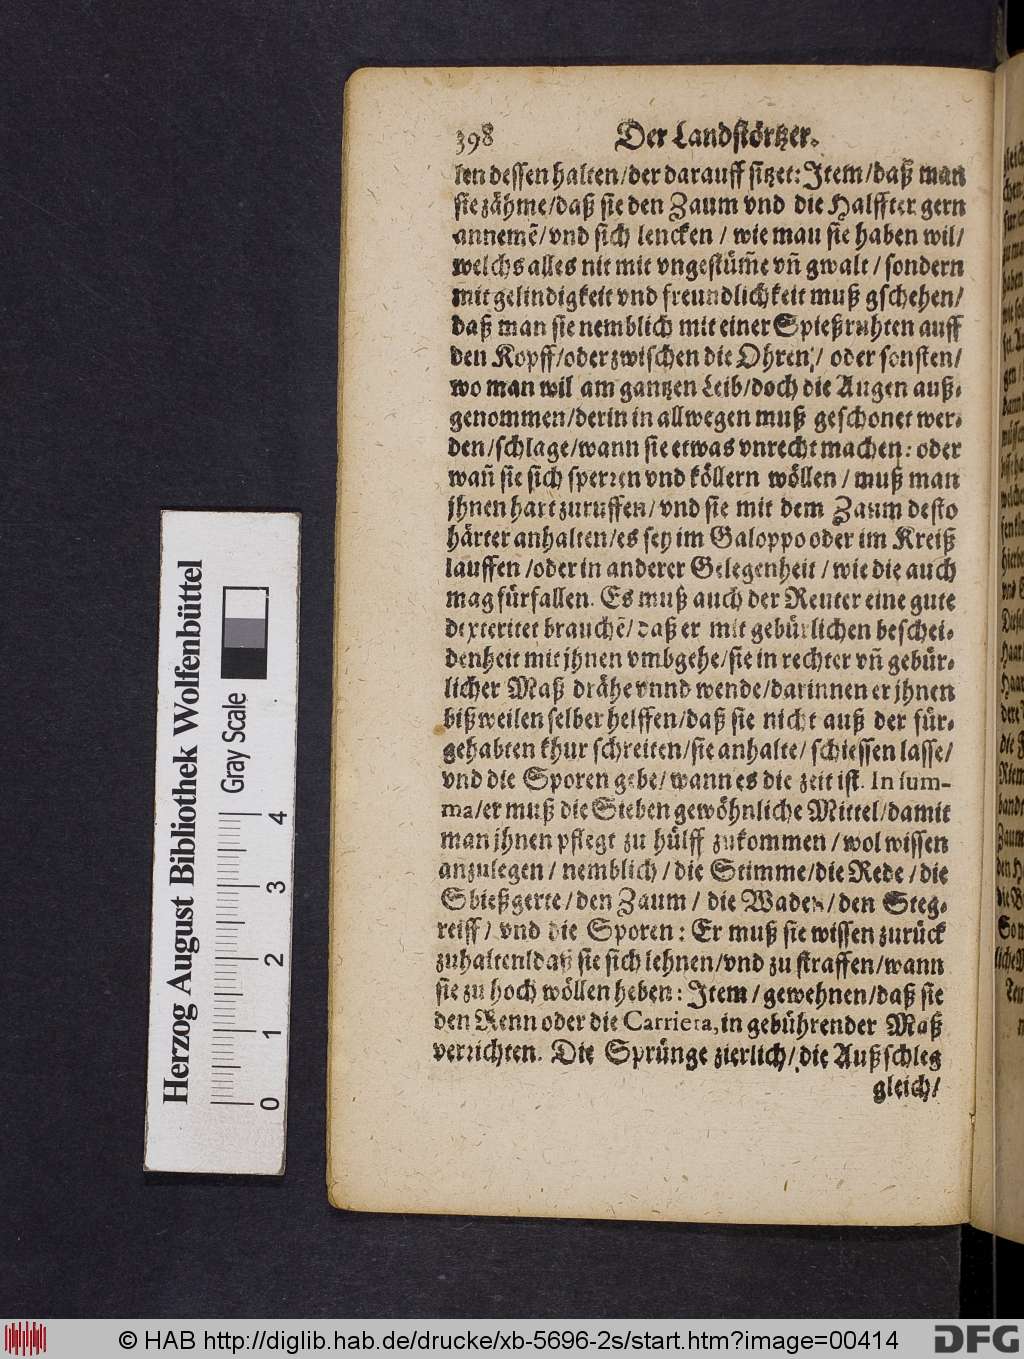 398 Der Landstörtzer.
len dessen halten/der darauff sitzet: Jtem/daß man
sie zähme/daß sie den Zaum vnd die Halffter gern
annemẽ/vnd sich lencken / wie mau sie haben wil/
welchs alles nit mit vngestüm̃e vñ gwalt / sondern
mit gelindigkeit vnd freundlichkeit muß gschehen/
daß man sie nemblich mit einer Spießruhten auff
den Kopff/oder zwischen die Ohren/ oder sonsten/
wo man wil am gantzen Leib/doch die Augen auß-
genommen/derin in allwegen muß geschonet wer-
den/schlage/wann sie etwas vnrecht machen: oder
wañ sie sich sperren vnd köllern wöllen / muß man
jhnen hart zuruffen/ vnd sie mit dem Zaum desto
härter anhalten/es sey im Galoppo oder im Kreiß
lauffen /oder in anderer Gelegenheit / wie die auch
mag fürfallen. Es muß auch der Reuter eine gute
dexteritet brauchẽ/ daß er mit gebürlichen beschei-
denheit mit jhnen vmbgehe/sie in rechter vñ gebür-
licher Maß drähe vnnd wende/darinnen er jhnen
bißweilen selber helffen/daß sie nicht auß der für-
gehabten khur schreiten/sie anhalte/ schiessen lasse/
vnd die Sporen gebe/ wann es die zeit ist. In sum-
ma/er muß die Sieben gewöhnliche Mittel/damit
man jhnen pflegt zu hülff zukommen / wol wissen
anzulegen / nemblich / die Stimme/die Rede / die
Sbießgerte/den Zaum / die Waden/den Steg-
reiff/ vnd die Sporen: Er muß sie wissen zurück
zuhalten/daß sie sich lehnen/vnd zu straffen/wann
sie zu hoch wöllen heben: Jtem / gewehnen/daß sie
den Renn oder die Carriera, in gebührender Maß
verrichten. Die Sprünge zierlich/ die Außschleg
gleich/
Herzog August Bibliothek Wolfenbüttel
Gray Scale
0 1 2 3 4
© HAB http://diglib.hab.de/drucke/xb-5696-2s/start.htm?image=00414
DFG